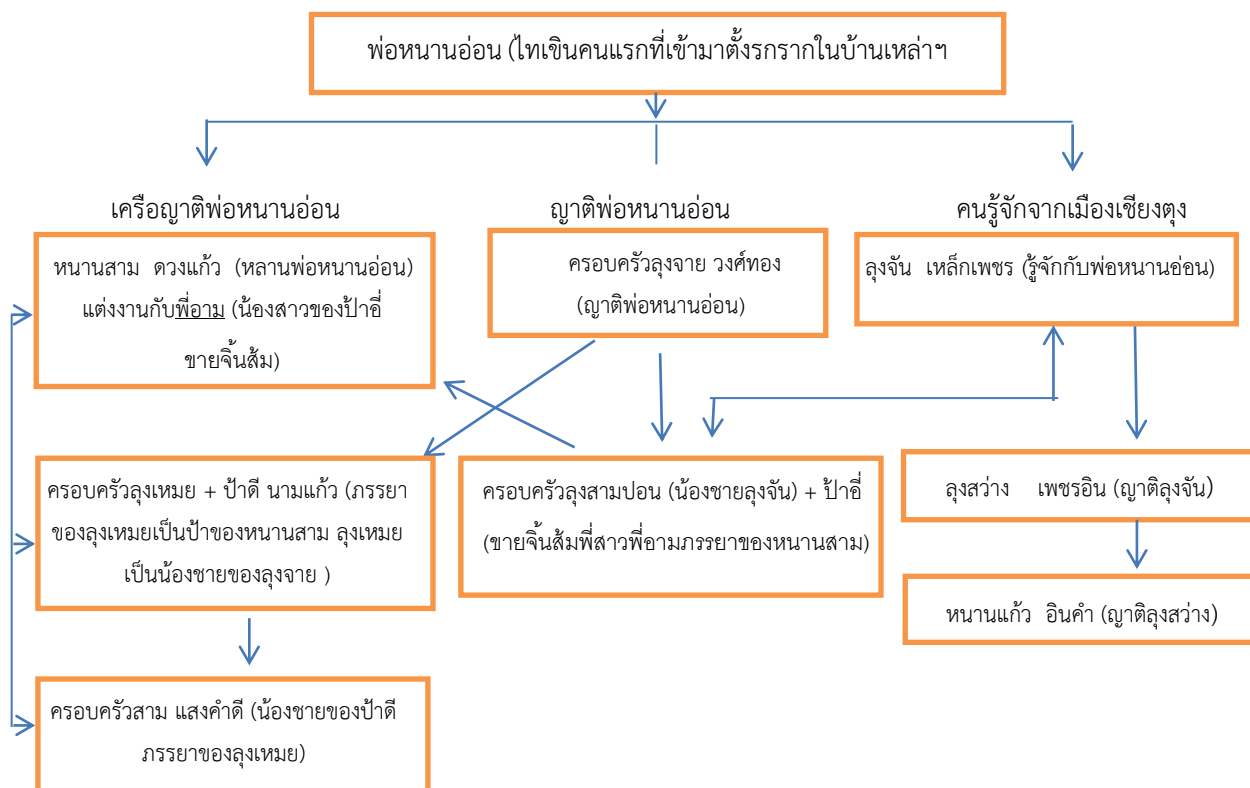 พ่อหนานอ่อน (ไทเขินคนแรกที่เข้ามาตั้งรกรากในบ้านเหล่าฯ
เครือญาติพ่อหนานอ่อน
หนานสาม ดวงแก้ว (หลานพ่อหนานอ่อน)
แต่งงานกับพี่อาม (น้องสาวของป้าอี่
ขายจิ้นส้ม)
ญาติพ่อหนานอ่อน
ครอบครัวลุงจาย วงศ์ทอง
(ญาติพ่อหนานอ่อน)
คนรู้จักจากเมืองเชียงตุง
ลุงจัน เหล็กเพชร (รู้จักกับพ่อหนานอ่อน)
ครอบครัวลุงเหมย + ป้าดี นามแก้ว (ภรรยา
ของลุงเหมยเป็นป้าของหนานสาม ลุงเหมย
เป็นน้องชายของลุงจาย )
ครอบครัวลุงสามปอน (น้องชายลุงจัน) + ป้าอี่
(ขายจิ้นส้มพี่สาวพี่อามภรรยาของหนานสาม)
ลุงสว่าง เพชรอิน (ญาติลุงจัน)
หนานแก้ว อินคำ (ญาติลุงสว่าง)
ครอบครัวสาม แสงคำดี (น้องชายของป้าดี
ภรรยาของลุงเหมย)